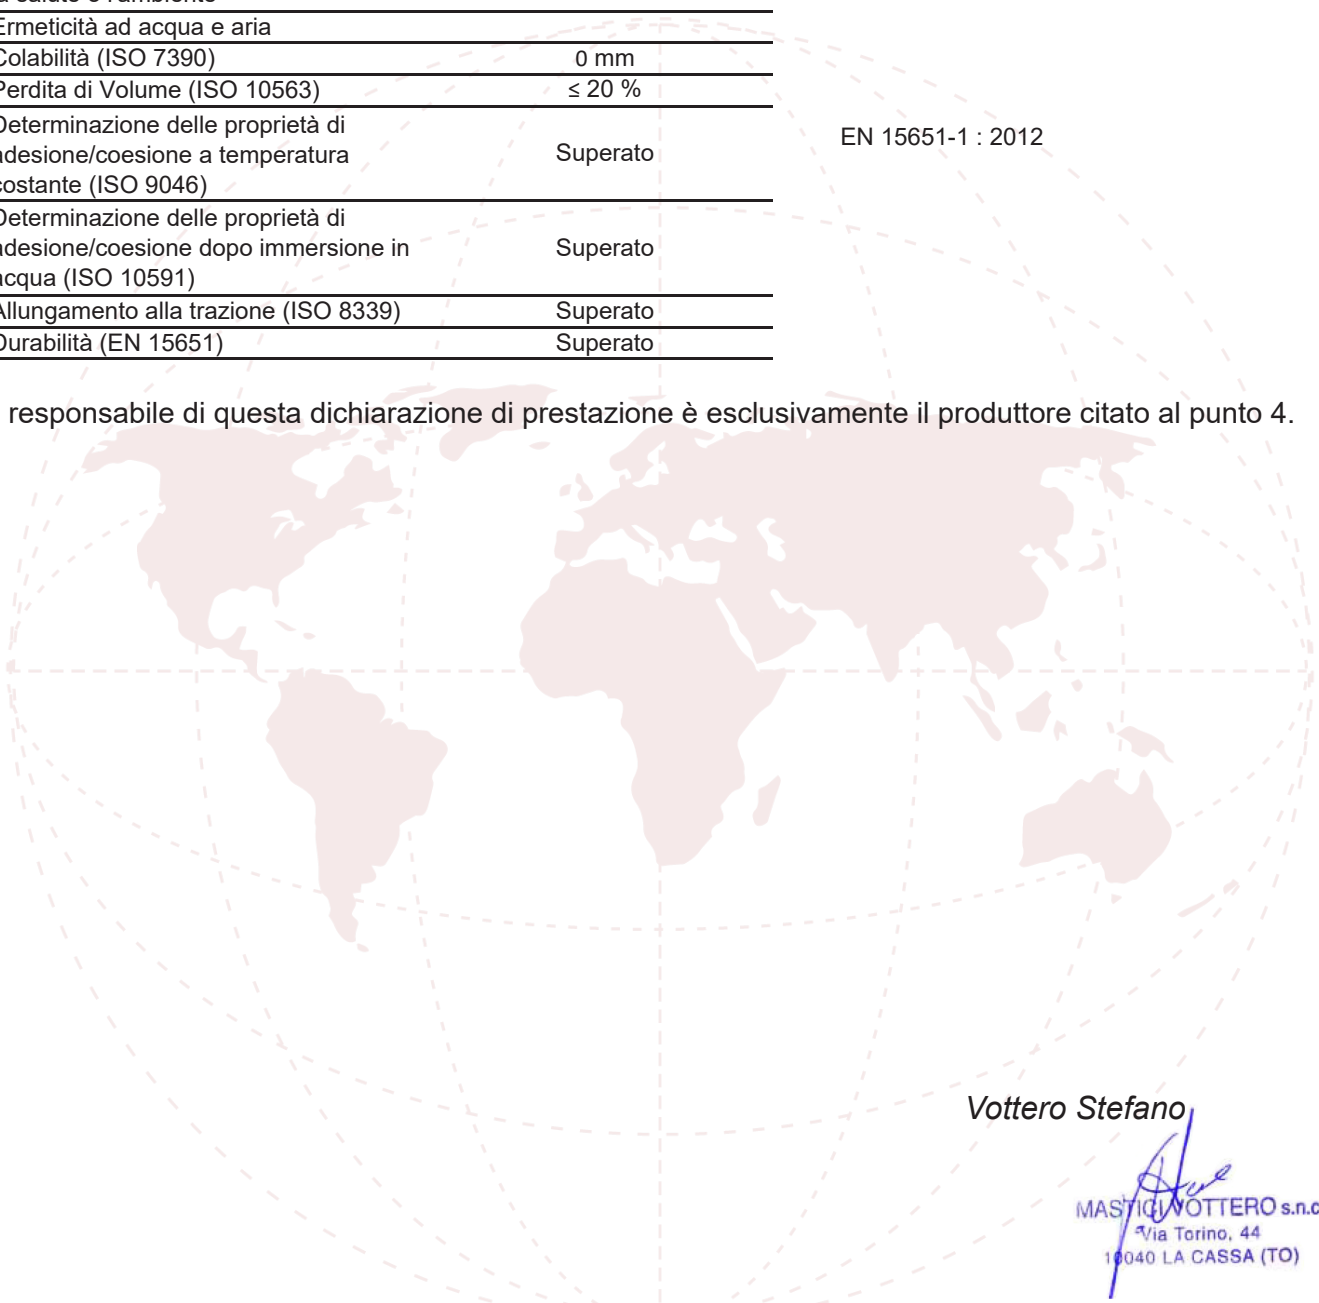 Ermeticità ad acqua e aria
Colabilità (ISO 7390) 0 mm
Perdita di Volume (ISO 10563) ≤ 20 %
Determinazione delle proprietà di
adesione/coesione a temperatura
costante (ISO 9046)
Superato
EN 15651-1 : 2012
Determinazione delle proprietà di
adesione/coesione dopo immersione in
acqua (ISO 10591)
Superato
Allungamento alla trazione (ISO 8339) Superato
Durabilità (EN 15651) Superato
responsabile di questa dichiarazione di prestazione è esclusivamente il produttore citato al punto 4.
Vottero Stefano
MASTICI VOTTERO s.n.c
Via Torino, 44
10040 LA CASSA (TO)